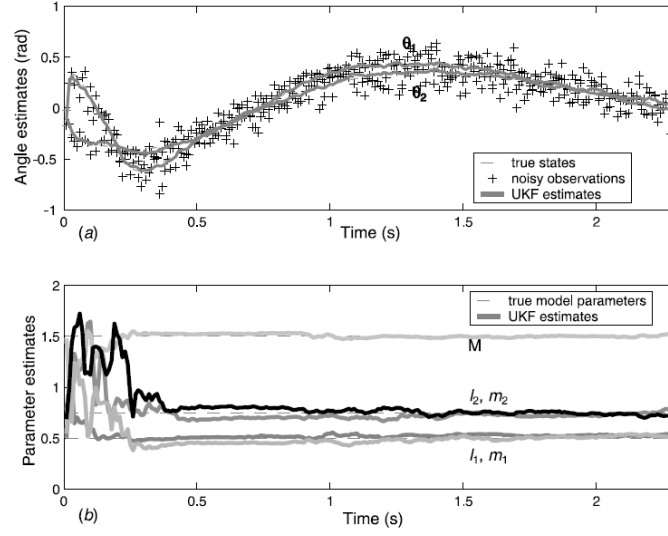 1
0.5
0
-0.5
-1
Angle estimates (rad)
θ1
θ2
true states
noisy observations
UKF estimates
(a)
0
0.5
1
1.5
2
Time (s)
2
1.5
1
0.5
0
Parameter estimates
true model parameters
UKF estimates
M
l2, m2
l1, m1
(b)
0
0.5
1
1.5
2
Time (s)